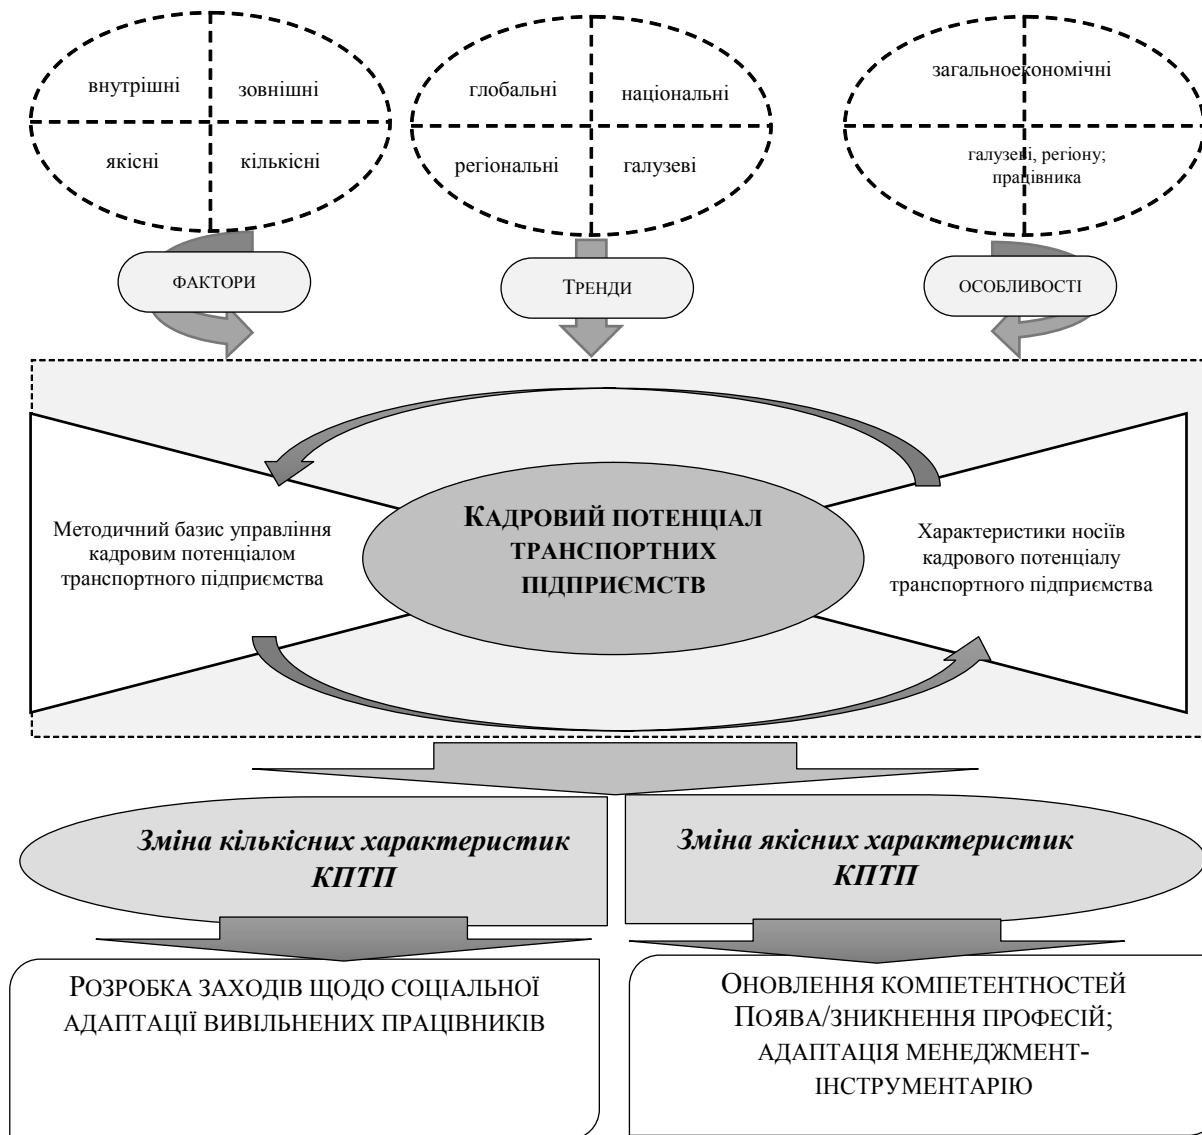 внутрішні
зовнішні
якісні
кількісні
глобальні
національні
регіональні
галузеві
загальноекономічні
галузеві, регіону;
працівника
ФАКТОРИ
ТРЕНДИ
ОСОБЛИВОСТІ
Методичний базис управління
кадровим потенціалом
транспортного підприємства
КАДРОВИЙ ПОТЕНЦІАЛ
ТРАНСПОРТНИХ
ПІДПРИЄМСТВ
Характеристики носіїв
кадрового потенціалу
транспортного підприємства
Зміна кількісних характеристик
КПТП
Зміна якісних характеристик
КПТП
РОЗРОБКА ЗАХОДІВ ЩОДО СОЦІАЛЬНОЇ
АДАПТАЦІЇ ВИВІЛЬНЕНИХ ПРАЦІВНИКІВ
ОНОВЛЕННЯ КОМПЕТЕНТНОСТЕЙ
ПОЯВА/ЗНИКНЕННЯ ПРОФЕСІЙ;
АДАПТАЦІЯ МЕНЕДЖМЕНТ-
ІНСТРУМЕНТАРІЮ